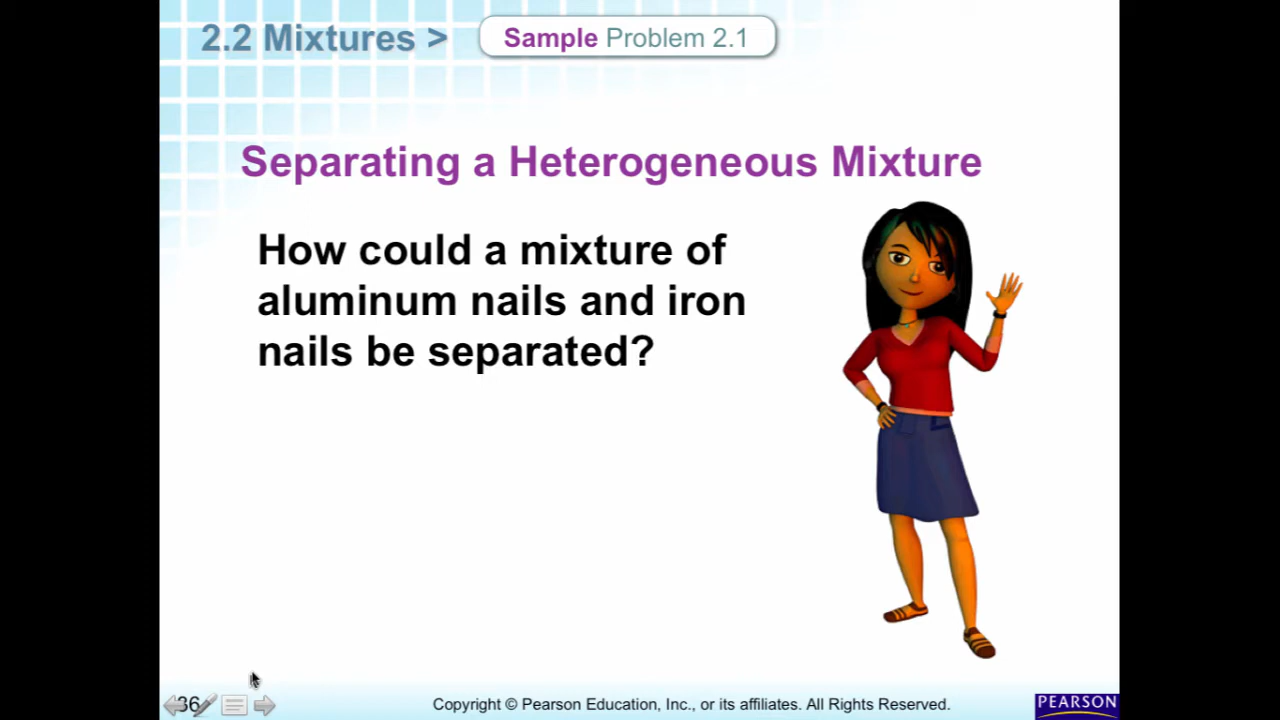 2.2 Mixtures >
Sample Problem 2.1
Separating a Heterogeneous Mixture
How could a mixture of
aluminum nails and iron
nails be separated?
36
Copyright © Pearson Education, Inc., or its affiliates. All Rights Reserved.
PEARSON